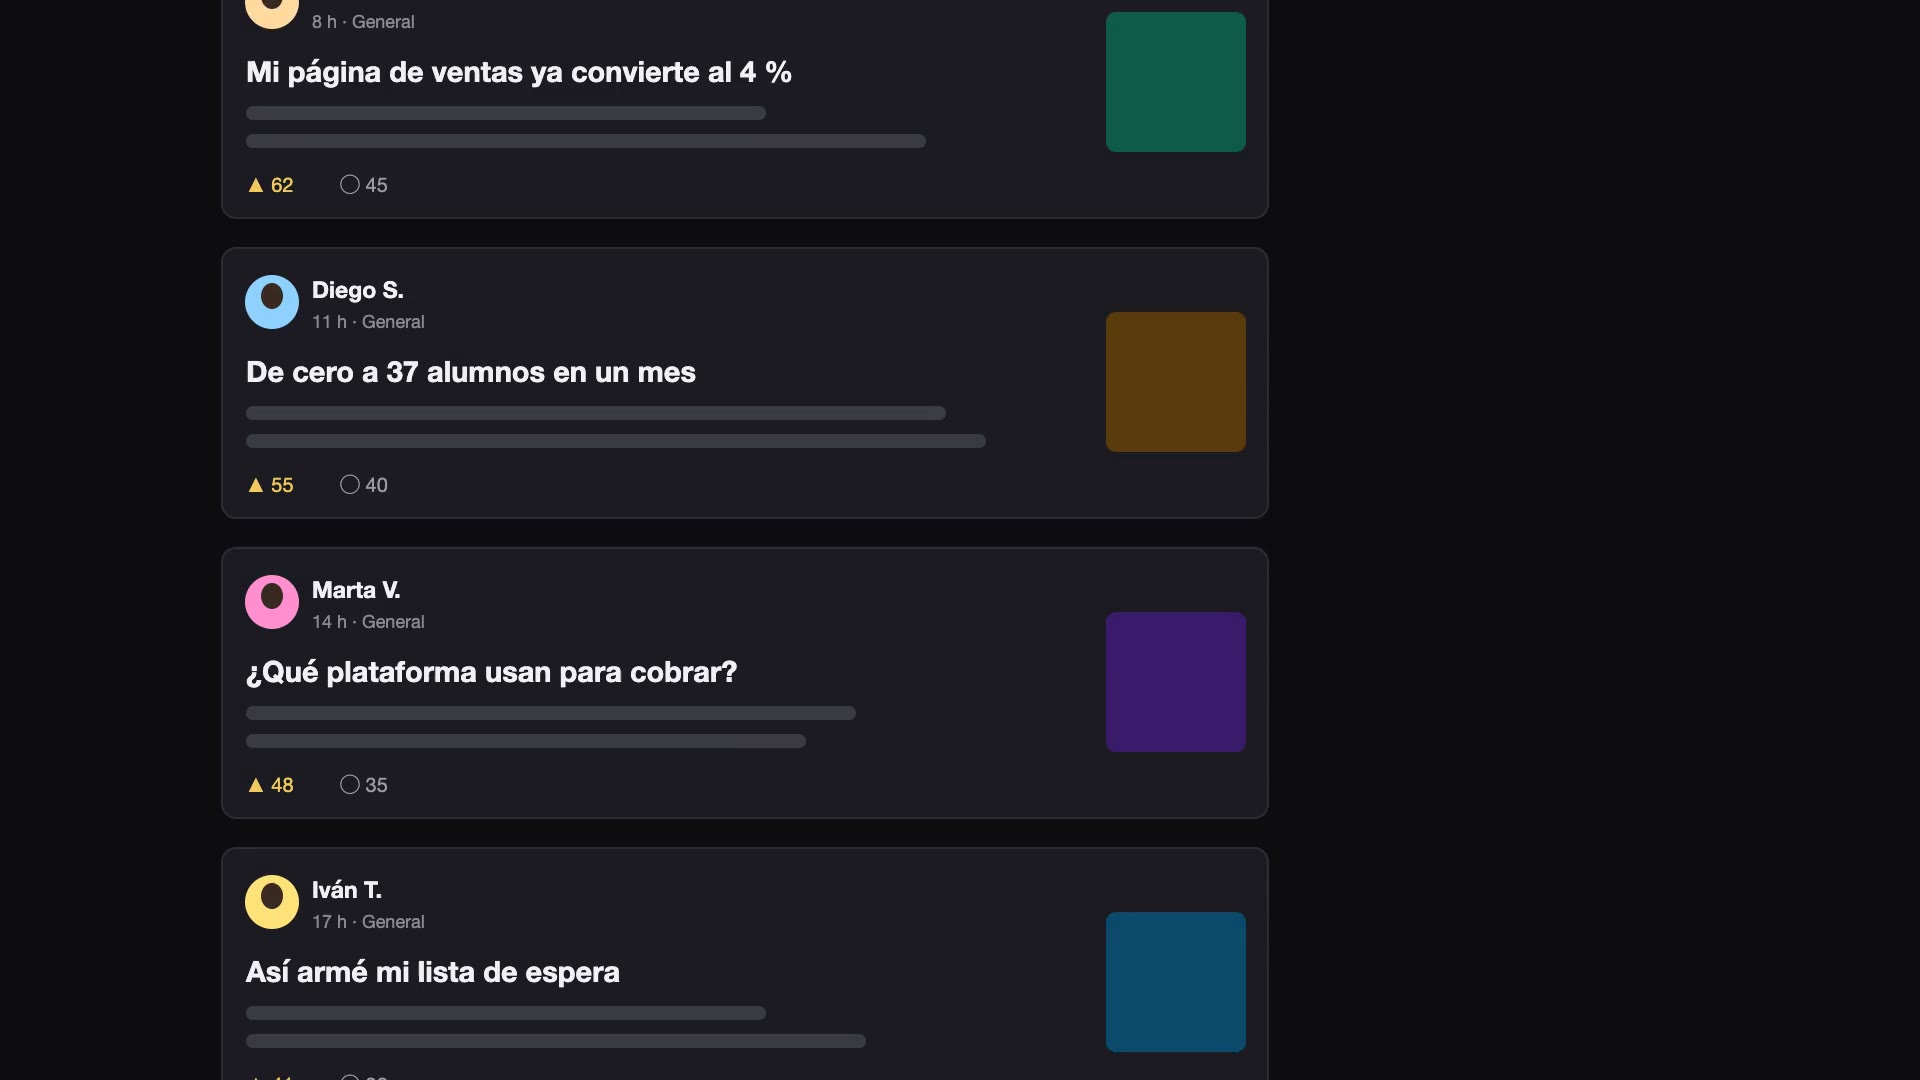 8 h · General
Mi página de ventas ya convierte al 4 %
▲ 62 ◯ 45
Diego S.
11 h · General
De cero a 37 alumnos en un mes
▲ 55 ◯ 40
Marta V.
14 h · General
¿Qué plataforma usan para cobrar?
▲ 48 ◯ 35
Iván T.
17 h · General
Así armé mi lista de espera